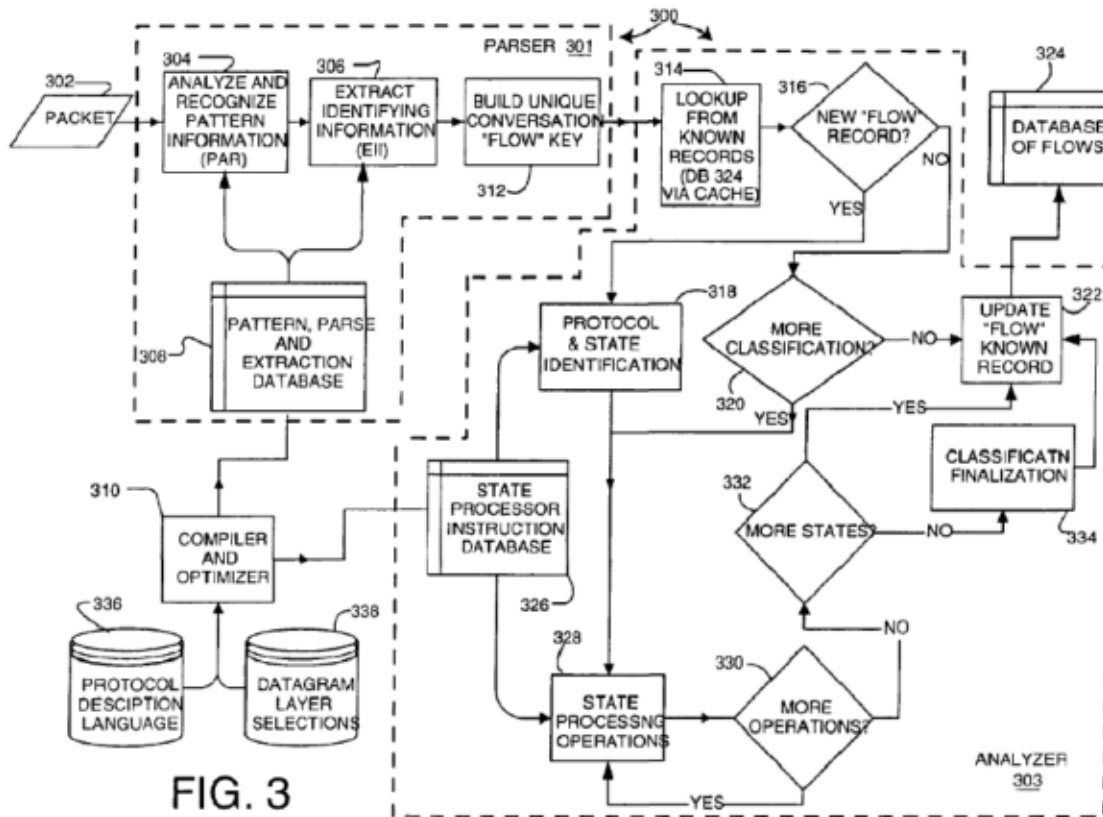 300
PARSER 301
302
PACKET
304
ANALYZE AND
RECOGNIZE
PATTERN
INFORMATION
(PAR)
306
EXTRACT
IDENTIFYING
INFORMATION
(EII)
BUILD UNIQUE
CONVERSATION
"FLOW" KEY
312
314
LOOKUP
FROM
KNOWN
RECORDS
(DB 324
VIA CACHE)
316
NEW "FLOW"
RECORD?
NO
YES
324
DATABASE
OF FLOWS
308
PATTERN, PARSE
AND
EXTRACTION
DATABASE
318
PROTOCOL
& STATE
IDENTIFICATION
MORE
CLASSIFICATION?
320
NO
YES
322
UPDATE
"FLOW"
KNOWN
RECORD
YES
310
COMPILER
AND
OPTIMIZER
STATE
PROCESSOR
INSTRUCTION
DATABASE
326
332
MORE STATES?
NO
CLASSIFICATN
FINALIZATION
334
336
PROTOCOL
DESCIPTION
LANGUAGE
338
DATAGRAM
LAYER
SELECTIONS
328
STATE
PROCESSNG
OPERATIONS
330
MORE
OPERATIONS?
NO
YES
ANALYZER
303
FIG. 3